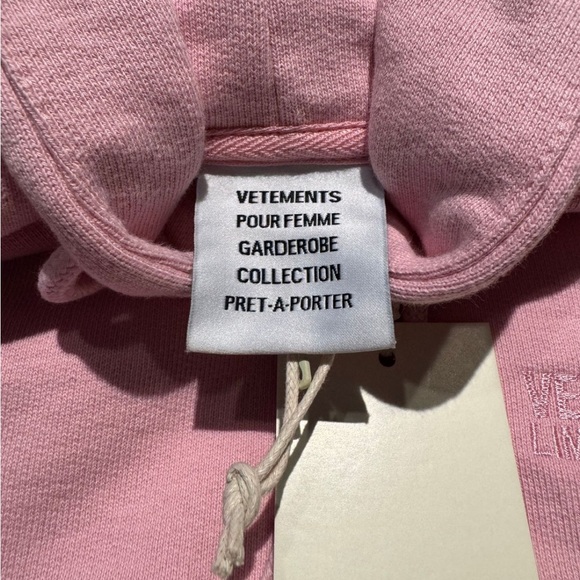 VETEMENTS
POUR FEMME
GARDEROBE
COLLECTION
PRET-A-PORTER